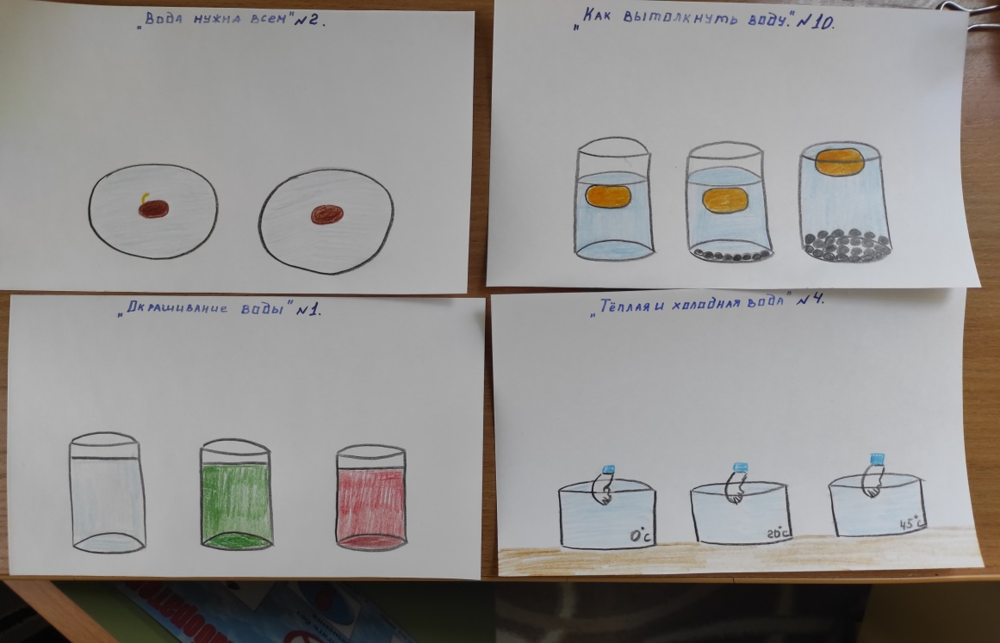 „Вода нужна всем" №2.
„Как вытолкнуть воду". №10.
„Окрашивание воды" №1.
„Тёплая и холодная вода" №4.
0°с
20°с
45°с